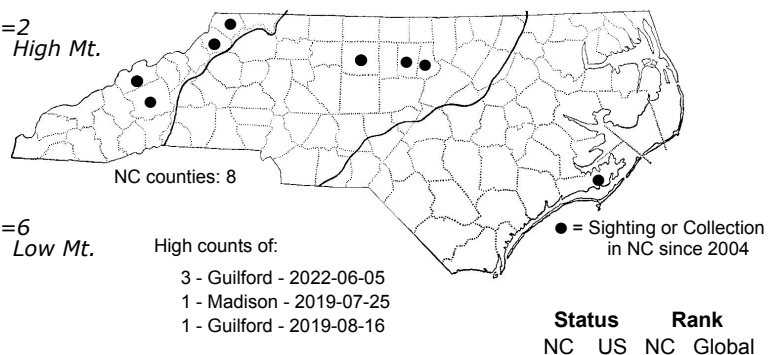 =2
High Mt.
NC counties: 8
=6
Low Mt.
High counts of:
3 - Guilford - 2022-06-05
1 - Madison - 2019-07-25
1 - Guilford - 2019-08-16
● = Sighting or Collection
in NC since 2004
Status Rank
NC US NC Global